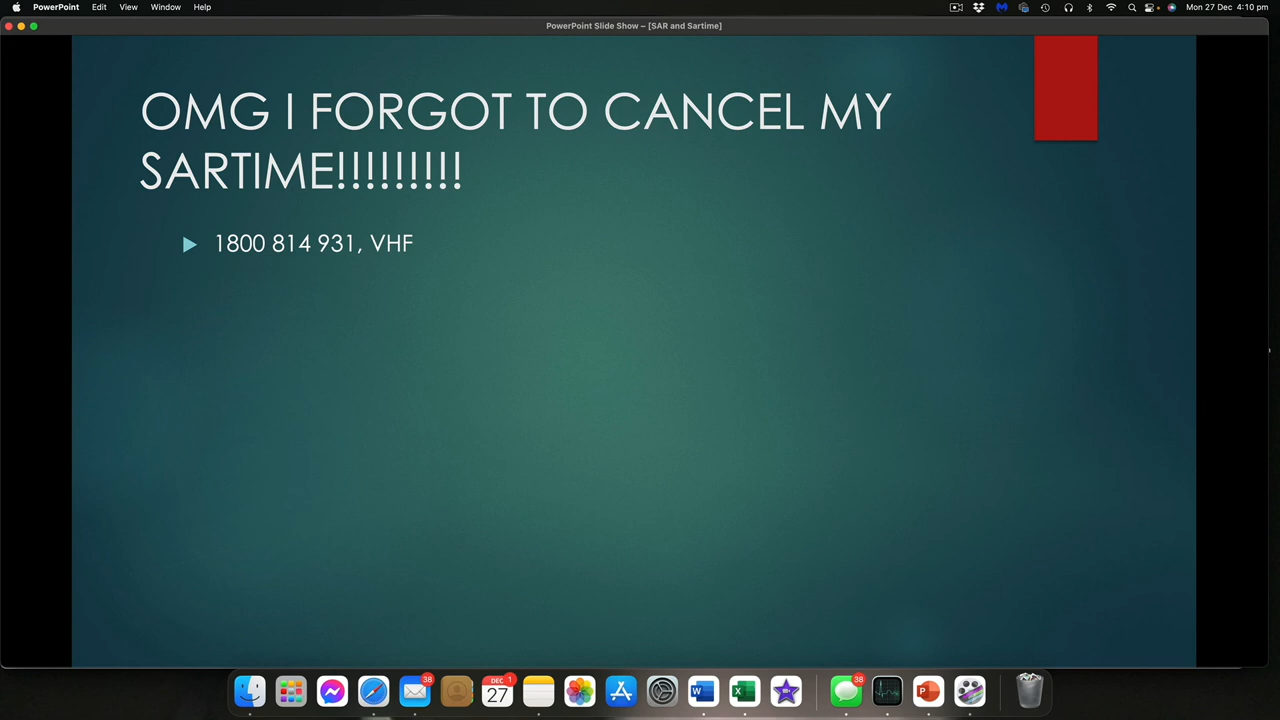 PowerPoint Edit View Window Help Mon 27 Dec 4:10 pm
PowerPoint Slide Show – [SAR and Sartime]
OMG I FORGOT TO CANCEL MY
SARTIME!!!!!!!!!
1800 814 931, VHF
38
DEC 1
27
38